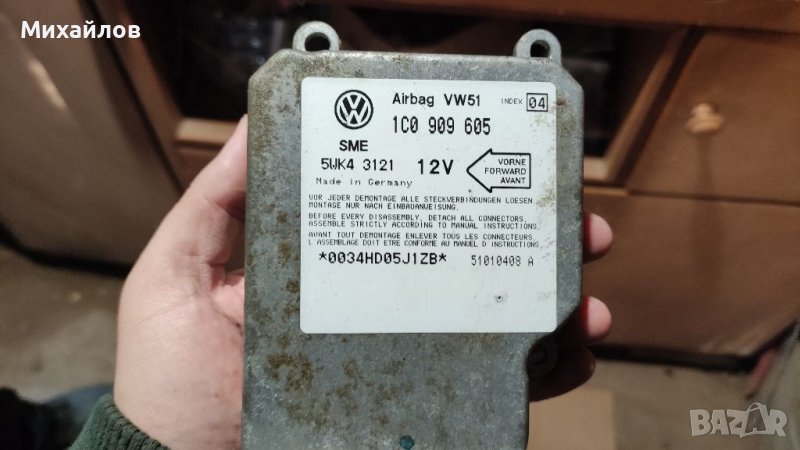 Михайлов
Airbag VW51 INDEX 04
1C0 909 605
SME
5WK4 3121 12V
VORNE
FORWARD
AVANT
Made in Germany
VOR JEDER DEMONTAGE ALLE STECKVERBINDUNGEN LOESEN.
MONTAGE NUR NACH EINBAUANWEISUNG.
BEFORE EVERY DISASSEMBLY, DETACH ALL CONNECTORS,
ASSEMBLE STRICTLY ACCORDING TO MANUAL INSTRUCTIONS.
AVANT TOUT DEMONTAGE ENLEVER TOUS LES CONNECTEURS
L'ASSEMBLAGE DOIT ETRE CONFORME AU MANUEL D INSTRUCTIONS.
*0034HD05J1ZB* 51010408 A
BAZAR